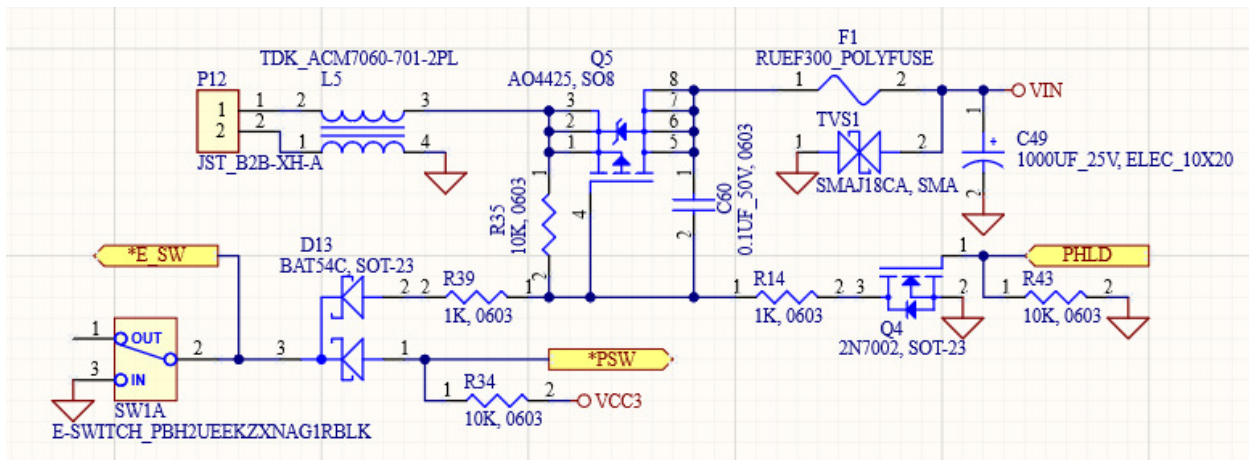 F1
TDK_ACM7060-701-2PL
Q5
RUEF300_POLYFUSE
P12
L5
AO4425, SO8
8
1
2
VIN
1
1
2
3
3
7
2
2
2
6
TVS1
C49
1
4
1
5
1
2
+
1000UF_25V, ELEC_10X20
JST_B2B-XH-A
SMAJ18CA, SMA
1
R35
10K, 0603
4
1
C60
0.1UF_50V, 0603
2
2
2
*E_SW
D13
BAT54C, SOT-23
1
PHLD
2
2
R39
1
1
R14
2
3
2
1
R43
2
1K, 0603
1K, 0603
Q4
10K, 0603
2N7002, SOT-23
1
OUT
2
3
1
*PSW
3
IN
1
R34
2
VCC3
SW1A
10K, 0603
E-SWITCH_PBH2UEEKZXNAG1RBLK